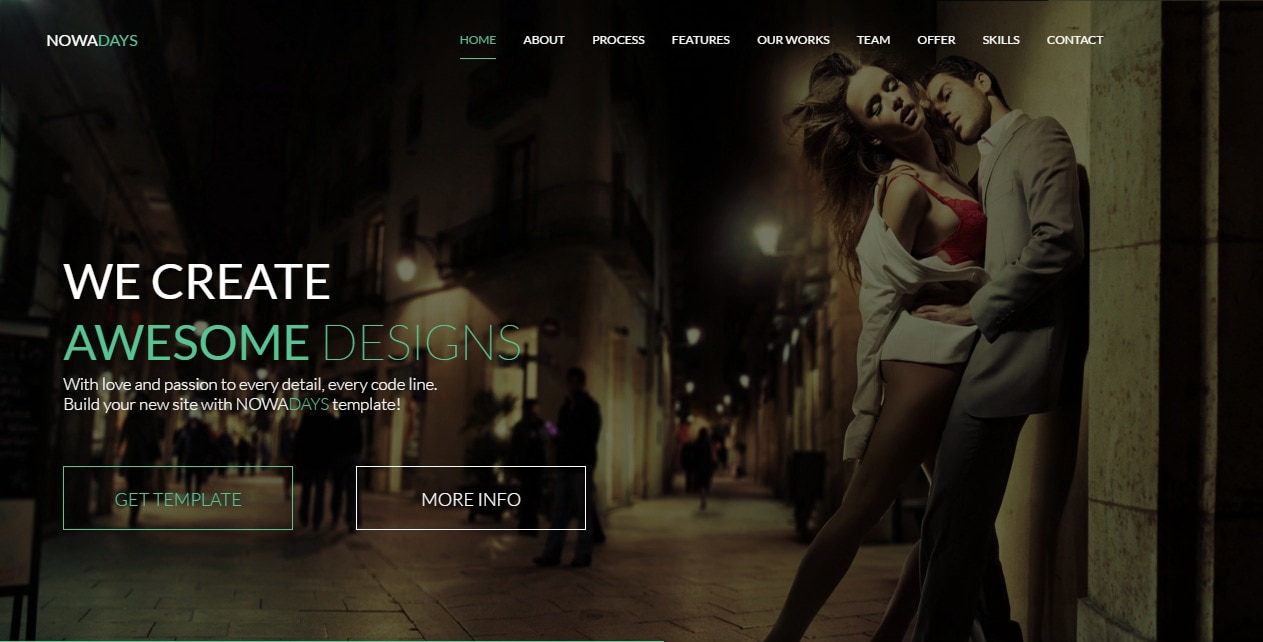 NOWADAYS
HOME ABOUT PROCESS FEATURES OUR WORKS TEAM OFFER SKILLS CONTACT
WE CREATE
AWESOME DESIGNS
With love and passion to every detail, every code line.
Build your new site with NOWADAYS template!
GET TEMPLATE
MORE INFO